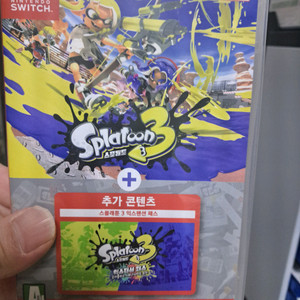 NINTENDO
SWITCH.
Splatoon 3
스플래툰 3
+
추가 콘텐츠
스플래툰 3 익스팬션 패스
Splatoon 3
익스팬션 패스